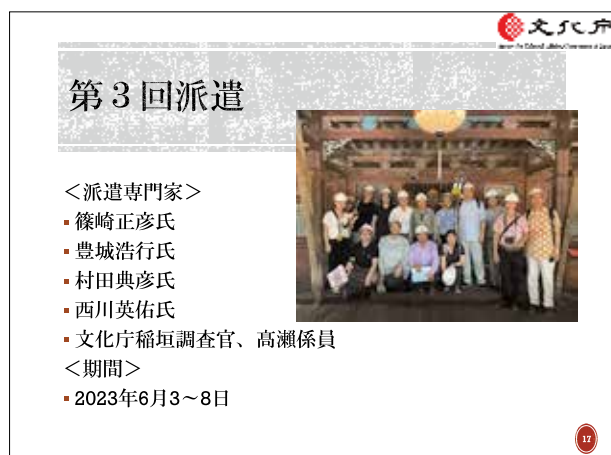 文化庁
第３回派遣
＜派遣専門家＞
▪ 篠崎正彦氏
▪ 豊城浩行氏
▪ 村田典彦氏
▪ 西川英佑氏
▪ 文化庁稲垣調査官、髙瀨係員
＜期間＞
▪ 2023年6月3～8日
17